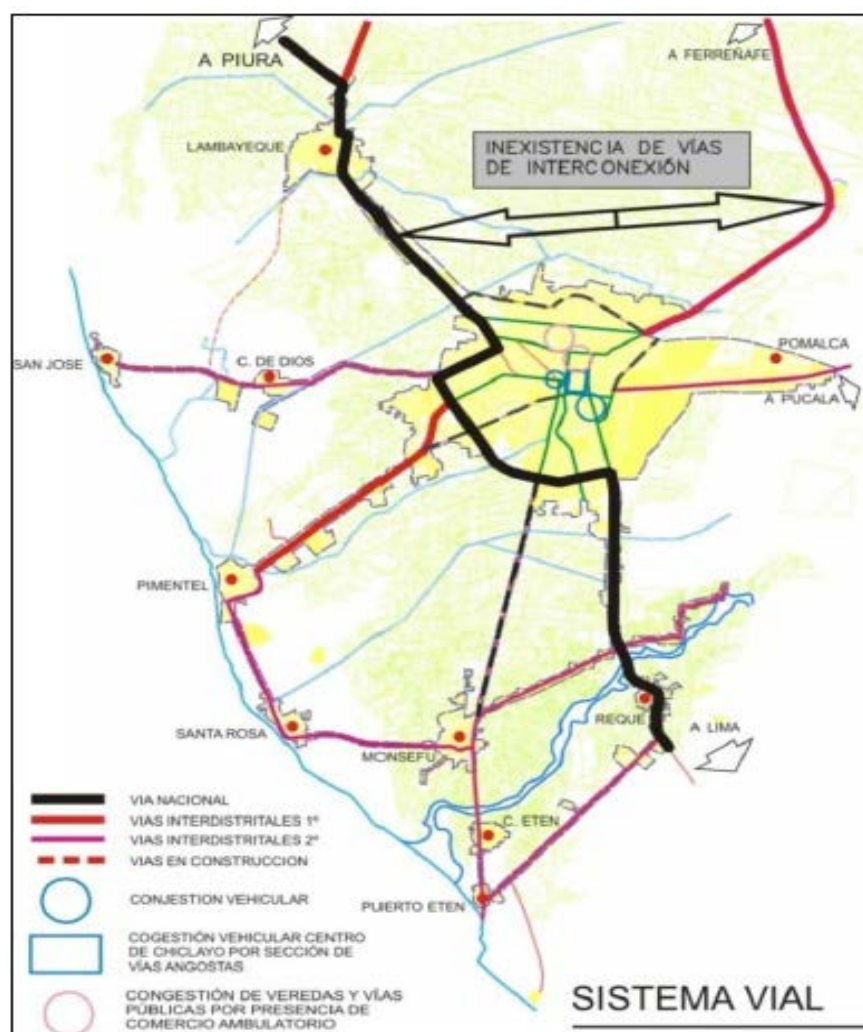 A PIURA
A FERREÑAFE
LAMBAYEQUE
INEXISTENCIA DE VÍAS
DE INTERCONEXIÓN
SAN JOSE
C. DE DIOS
POMALCA
A PUCALA
PIMENTEL
SANTA ROSA
MONSEFU
REQUE
A LIMA
C. ETEN
PUERTO ETEN
VIA NACIONAL
VIAS INTERDISTRITALES 1º
VIAS INTERDISTRITALES 2º
VIAS EN CONSTRUCCION
CONJESTION VEHICULAR
COGESTIÓN VEHICULAR CENTRO
DE CHICLAYO POR SECCIÓN DE
VÍAS ANGOSTAS
CONGESTIÓN DE VEREDAS Y VÍAS
PÚBLICAS POR PRESENCIA DE
COMERCIO AMBULATORIO
SISTEMA VIAL